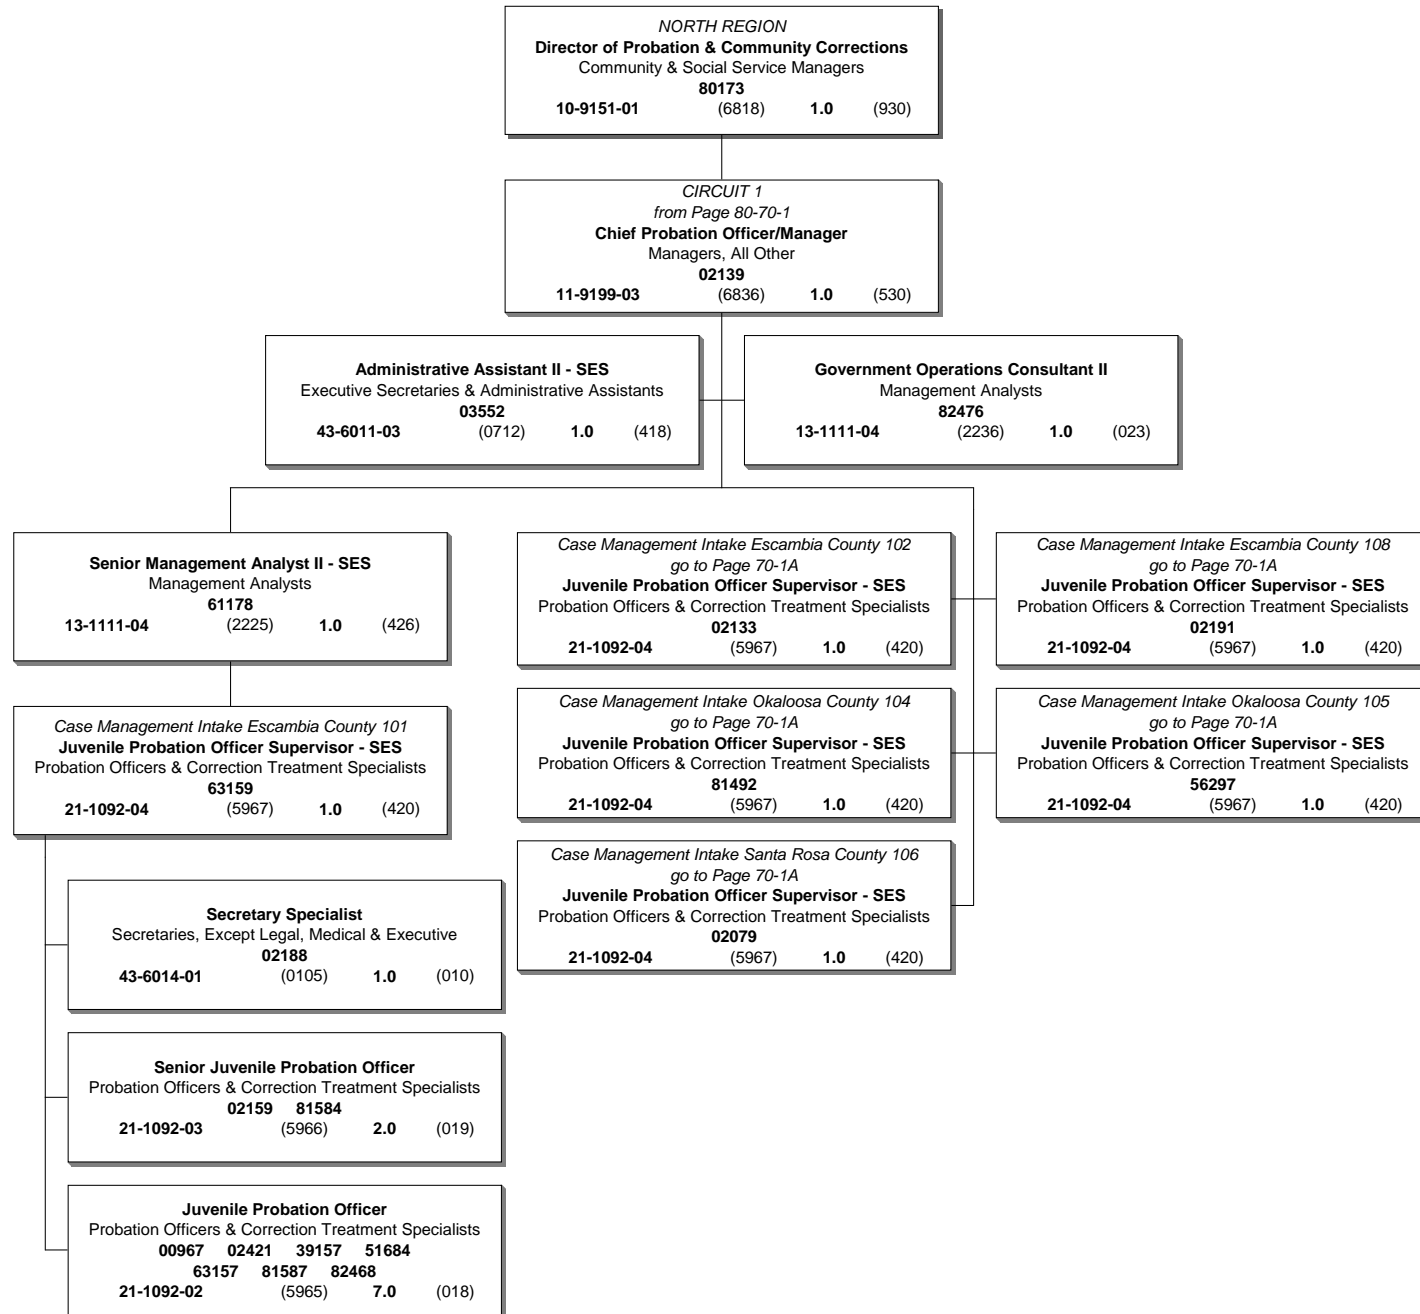 NORTH REGION
Director of Probation & Community Corrections
Community & Social Service Managers
80173
10-9151-01 (6818) 1.0 (930)
CIRCUIT 1
from Page 80-70-1
Chief Probation Officer/Manager
Managers, All Other
02139
11-9199-03 (6836) 1.0 (530)
Administrative Assistant II - SES
Executive Secretaries & Administrative Assistants
03552
43-6011-03 (0712) 1.0 (418)
Government Operations Consultant II
Management Analysts
82476
13-1111-04 (2236) 1.0 (023)
Senior Management Analyst II - SES
Management Analysts
61178
13-1111-04 (2225) 1.0 (426)
Case Management Intake Escambia County 101
Juvenile Probation Officer Supervisor - SES
Probation Officers & Correction Treatment Specialists
63159
21-1092-04 (5967) 1.0 (420)
Secretary Specialist
Secretaries, Except Legal, Medical & Executive
02188
43-6014-01 (0105) 1.0 (010)
Senior Juvenile Probation Officer
Probation Officers & Correction Treatment Specialists
02159 81584
21-1092-03 (5966) 2.0 (019)
Juvenile Probation Officer
Probation Officers & Correction Treatment Specialists
00967 02421 39157 51684
63157 81587 82468
21-1092-02 (5965) 7.0 (018)
Case Management Intake Escambia County 102
go to Page 70-1A
Juvenile Probation Officer Supervisor - SES
Probation Officers & Correction Treatment Specialists
02133
21-1092-04 (5967) 1.0 (420)
Case Management Intake Escambia County 108
go to Page 70-1A
Juvenile Probation Officer Supervisor - SES
Probation Officers & Correction Treatment Specialists
02191
21-1092-04 (5967) 1.0 (420)
Case Management Intake Okaloosa County 104
go to Page 70-1A
Juvenile Probation Officer Supervisor - SES
Probation Officers & Correction Treatment Specialists
81492
21-1092-04 (5967) 1.0 (420)
Case Management Intake Okaloosa County 105
go to Page 70-1A
Juvenile Probation Officer Supervisor - SES
Probation Officers & Correction Treatment Specialists
56297
21-1092-04 (5967) 1.0 (420)
Case Management Intake Santa Rosa County 106
go to Page 70-1A
Juvenile Probation Officer Supervisor - SES
Probation Officers & Correction Treatment Specialists
02079
21-1092-04 (5967) 1.0 (420)